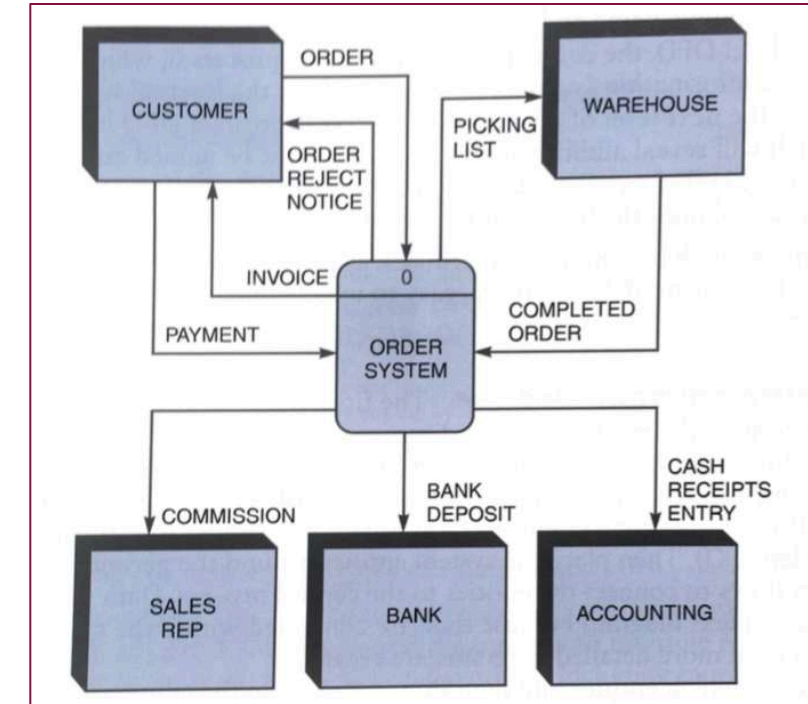 ORDER
CUSTOMER
WAREHOUSE
PICKING
LIST
ORDER
REJECT
NOTICE
INVOICE
0
PAYMENT
ORDER
SYSTEM
COMPLETED
ORDER
COMMISSION
BANK
DEPOSIT
CASH
RECEIPTS
ENTRY
SALES
REP
BANK
ACCOUNTING